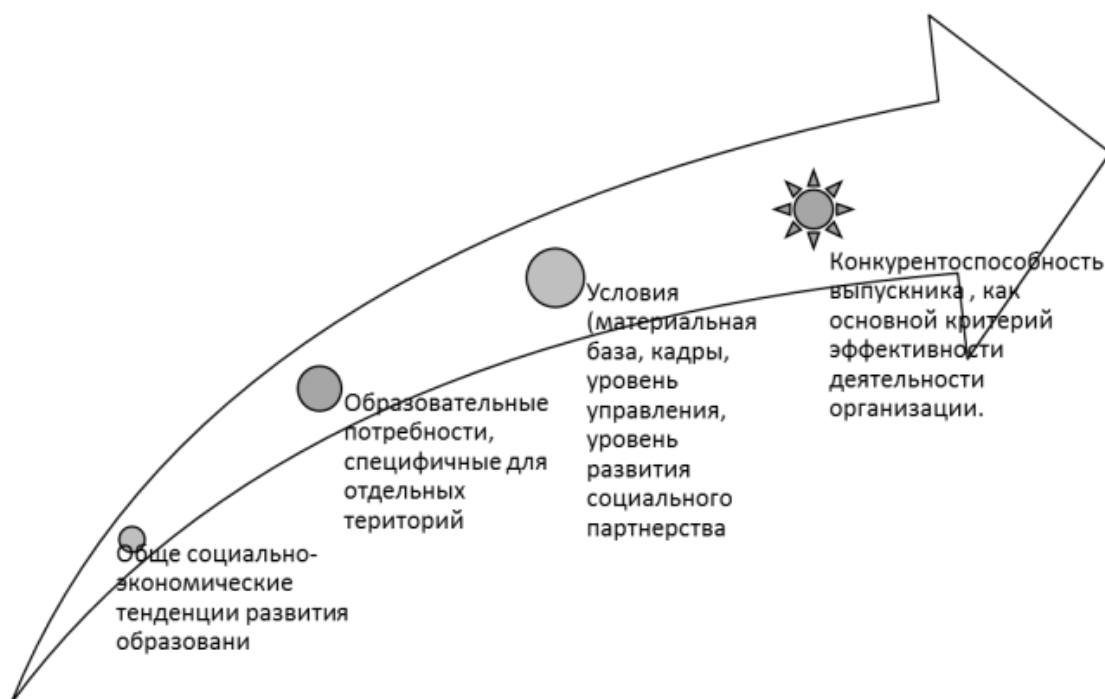 Обще социально-
экономические
тенденции развития
образовани
Образовательные
потребности,
специфичные для
отдельных
територий
Условия
(материальная
база, кадры,
уровень
управления,
уровень
развития
социального
партнерства
Конкурентоспособность
выпускника , как
основной критерий
эффективности
деятельности
организации.